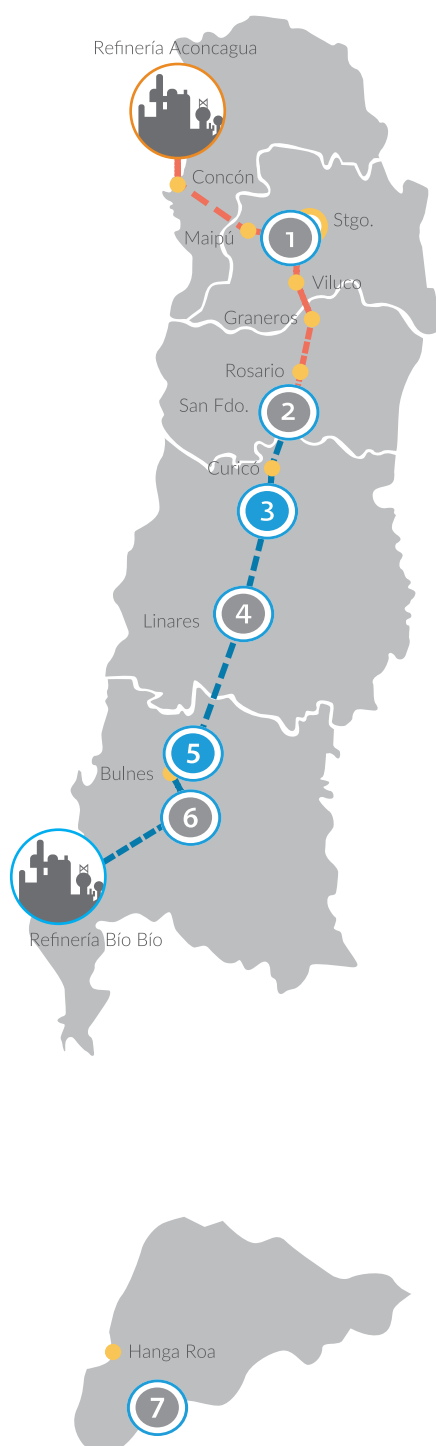 Refinería Aconcagua
Concón
Stgo.
Maipú
1
Viluco
Graneros
Rosario
San Fdo.
2
Curicó
3
Linares
4
5
Bulnes
6
Refinería Bío Bío
Hanga Roa
7